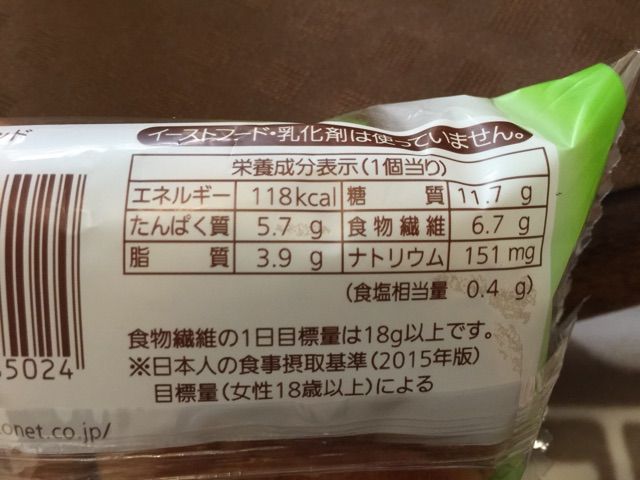 ンド
イーストフード・乳化剤は使っていません。
栄養成分表示(1個当り)
エネルギー 118kcal 糖質 11.7 g
たんぱく質 5.7 g 食物繊維 6.7 g
脂質 3.9 g ナトリウム 151 mg
(食塩相当量 0.4 g)
食物繊維の1日目標量は18g以上です。
※日本人の食事摂取基準(2015年版)
目標量(女性18歳以上)による
5024
onet.co.jp/